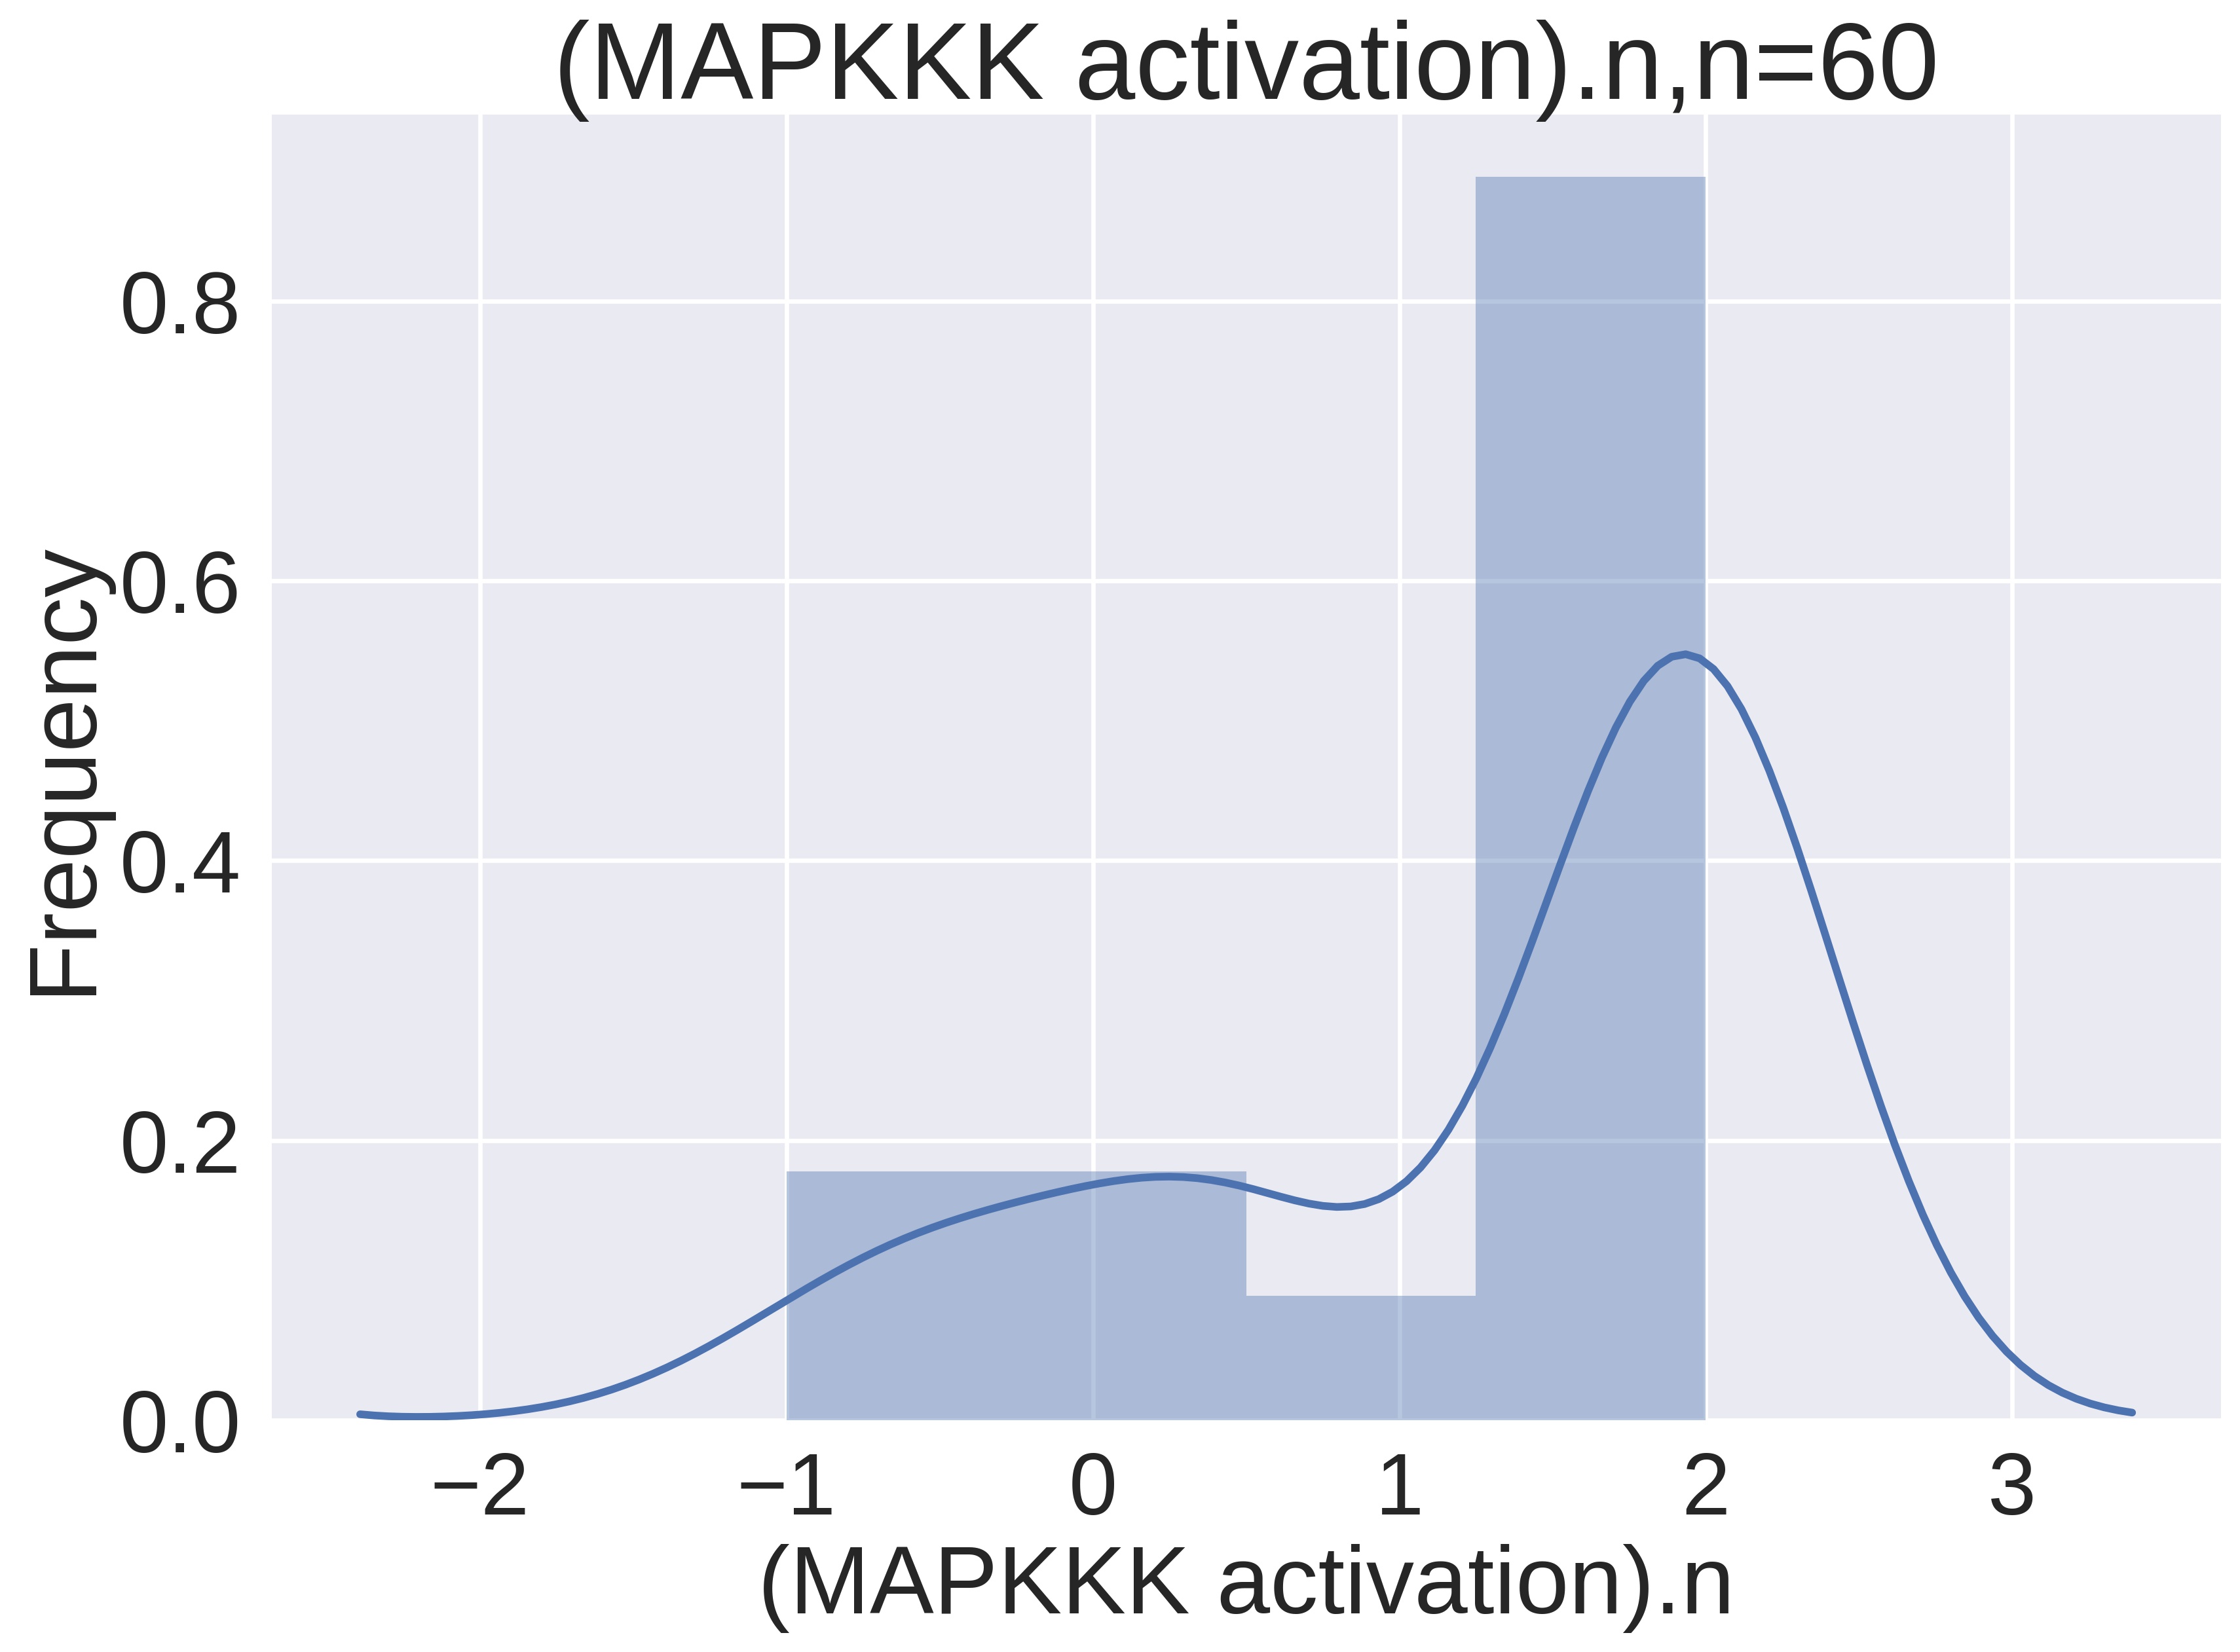 (MAPKKK activation).n,n=60
Frequency
0.8
0.6
0.4
0.2
0.0
−2 −1 0 1 2 3
(MAPKKK activation).n